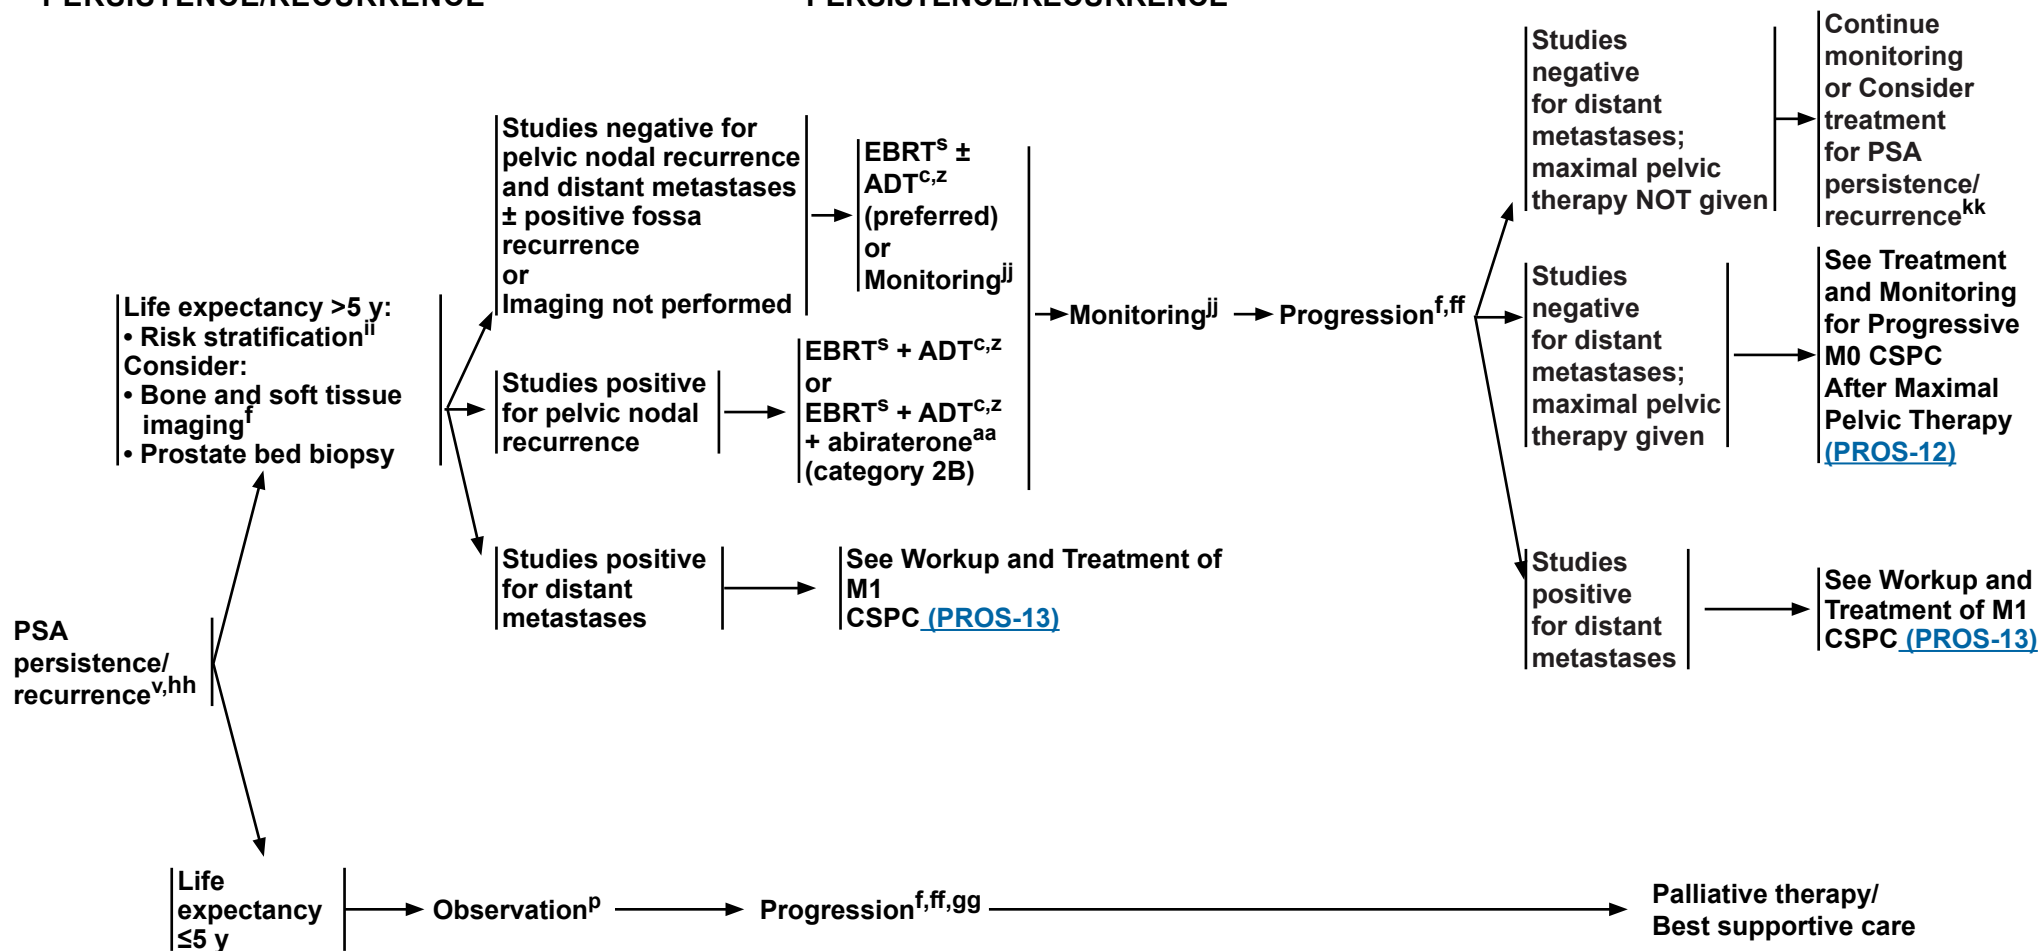 PERSISTENCE/RECURRENCE
PERSISTENCE/RECURRENCE
PSA
persistence/
recurrencev,hh
Life expectancy >5 y:
• Risk stratificationii
Consider:
• Bone and soft tissue
imagingf
• Prostate bed biopsy
Studies negative for
pelvic nodal recurrence
and distant metastases
± positive fossa
recurrence
or
Imaging not performed
EBRTs ±
ADTc,z
(preferred)
or
Monitoringjj
Studies positive
for pelvic nodal
recurrence
EBRTs + ADTc,z
or
EBRTs + ADTc,z
+ abirateroneaa
(category 2B)
Studies positive
for distant
metastases
See Workup and Treatment of
M1
CSPC (PROS-13)
Monitoringjj
Progressionf,ff
Studies
negative
for distant
metastases;
maximal pelvic
therapy NOT given
Continue
monitoring
or Consider
treatment
for PSA
persistence/
recurrencekk
Studies
negative
for distant
metastases;
maximal pelvic
therapy given
See Treatment
and Monitoring
for Progressive
M0 CSPC
After Maximal
Pelvic Therapy
(PROS-12)
Studies
positive
for distant
metastases
See Workup and
Treatment of M1
CSPC (PROS-13)
Life
expectancy
≤5 y
Observationp
Progressionf,ff,gg
Palliative therapy/
Best supportive care